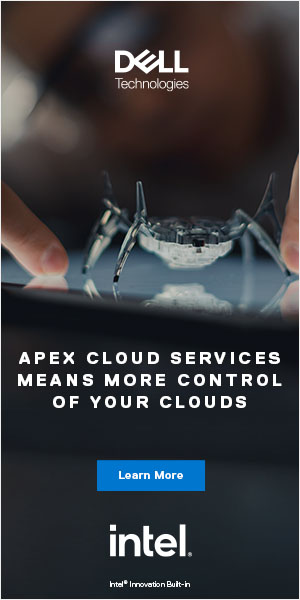 DELL
Technologies
APEX CLOUD SERVICES
MEANS MORE CONTROL
OF YOUR CLOUDS
Learn More
intel®
Intel® Innovation Built-in